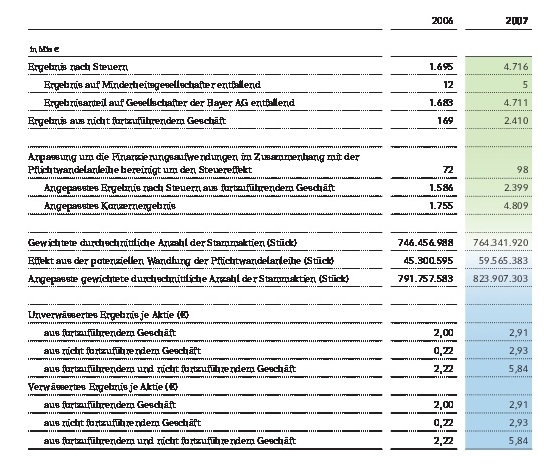 2006 2007
in Mio €
Ergebnis nach Steuern 1.695 4.716
Ergebnis auf Minderheitsgesellschafter entfallend 12 5
Ergebnisanteil auf Gesellschafter der Bayer AG entfallend 1.683 4.711
Ergebnis aus nicht fortzuführendem Geschäft 169 2.410
Anpassung um die Finanzierungsaufwendungen im Zusammenhang mit der
Pflichtwandelanleihe bereinigt um den Steuereffekt 72 98
Angepasstes Ergebnis nach Steuern aus fortzuführendem Geschäft 1.586 2.399
Angepasstes Konzernergebnis 1.755 4.809
Gewichtete durchschnittliche Anzahl der Stammaktien (Stück) 746.456.988 764.341.920
Effekt aus der potenziellen Wandlung der Pflichtwandelanleihe (Stück) 45.300.595 59.565.383
Angepasste gewichtete durchschnittliche Anzahl der Stammaktien (Stück) 791.757.583 823.907.303
Unverwässertes Ergebnis je Aktie (€)
aus fortzuführendem Geschäft 2,00 2,91
aus nicht fortzuführendem Geschäft 0,22 2,93
aus fortzuführendem und nicht fortzuführendem Geschäft 2,22 5,84
Verwässertes Ergebnis je Aktie (€)
aus fortzuführendem Geschäft 2,00 2,91
aus nicht fortzuführendem Geschäft 0,22 2,93
aus fortzuführendem und nicht fortzuführendem Geschäft 2,22 5,84